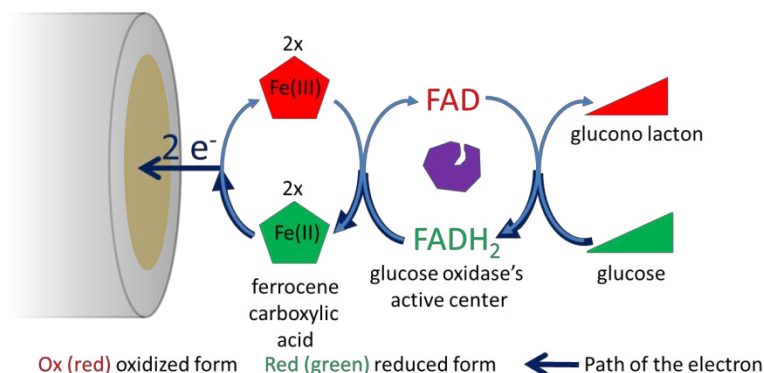 2x
Fe(III)
FAD
glucono lacton
2 e-
2x
Fe(II)
FADH2
glucose
ferrocene
carboxylic
acid
glucose oxidase's
active center
Ox (red) oxidized form Red (green) reduced form Path of the electron